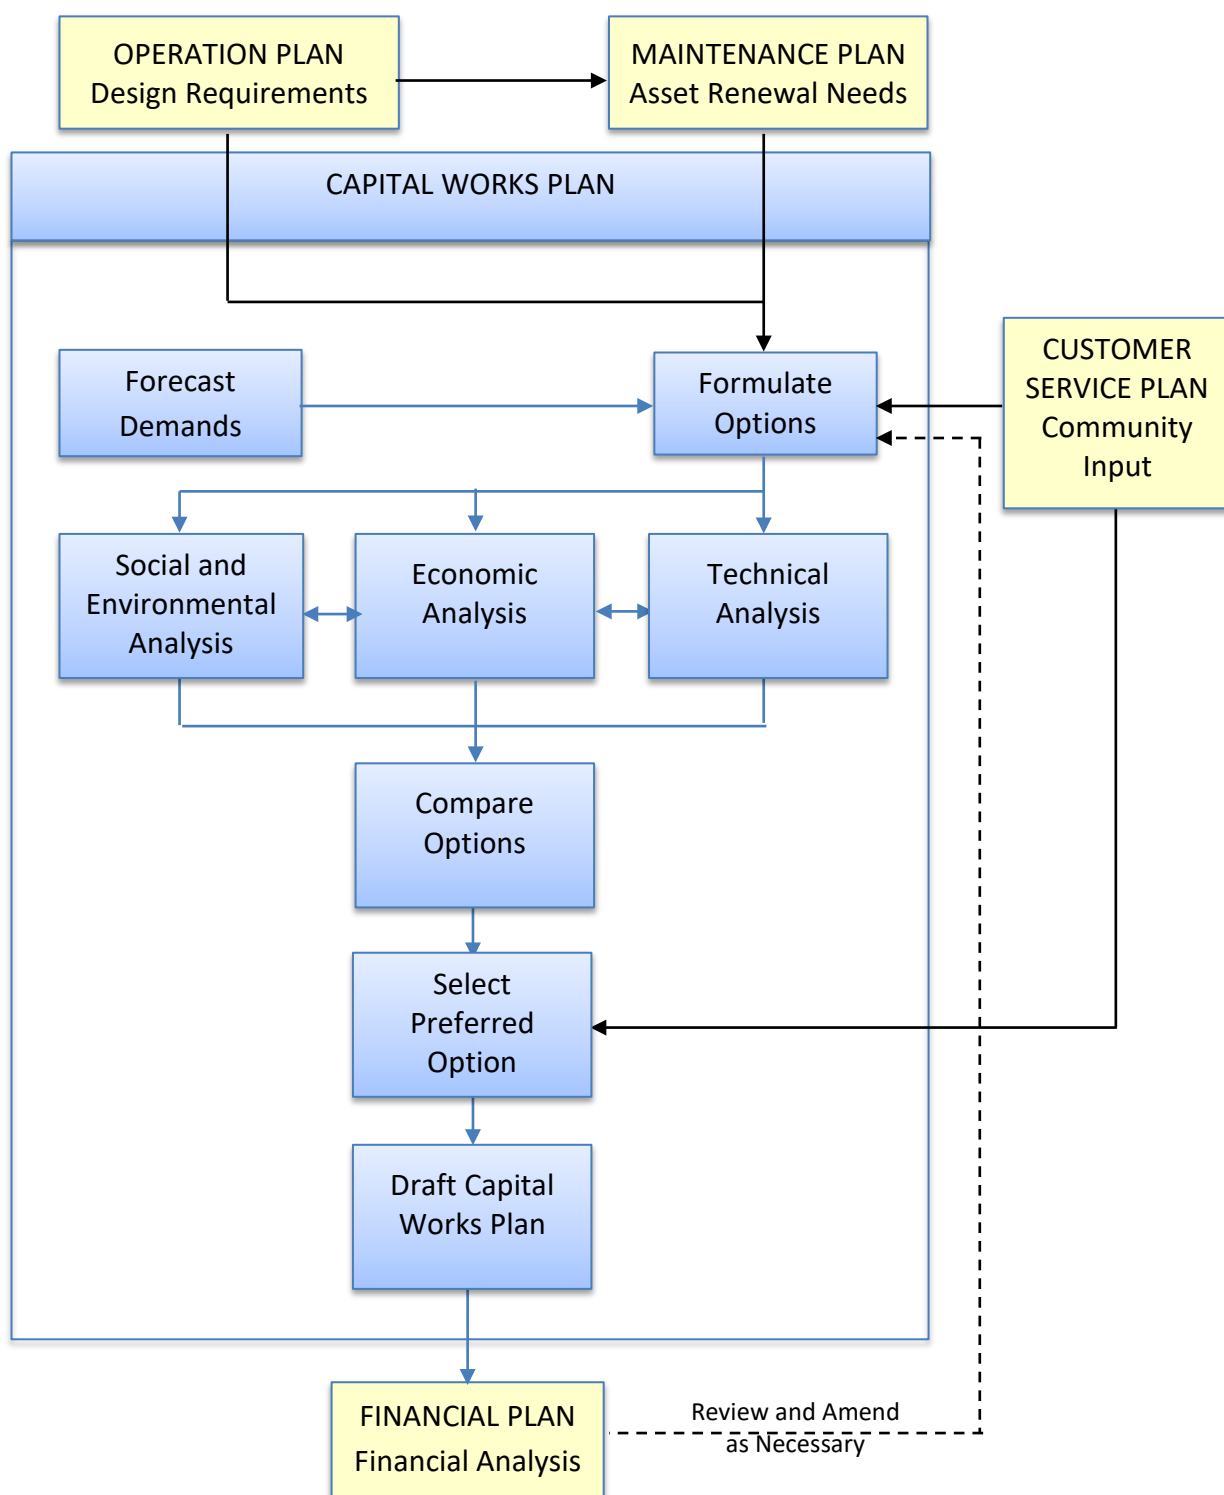 OPERATION PLAN
Design Requirements
MAINTENANCE PLAN
Asset Renewal Needs
CAPITAL WORKS PLAN
Forecast
Demands
Formulate
Options
CUSTOMER
SERVICE PLAN
Community
Input
Social and
Environmental
Analysis
Economic
Analysis
Technical
Analysis
Compare
Options
Select
Preferred
Option
Draft Capital
Works Plan
FINANCIAL PLAN
Financial Analysis
Review and Amend
as Necessary